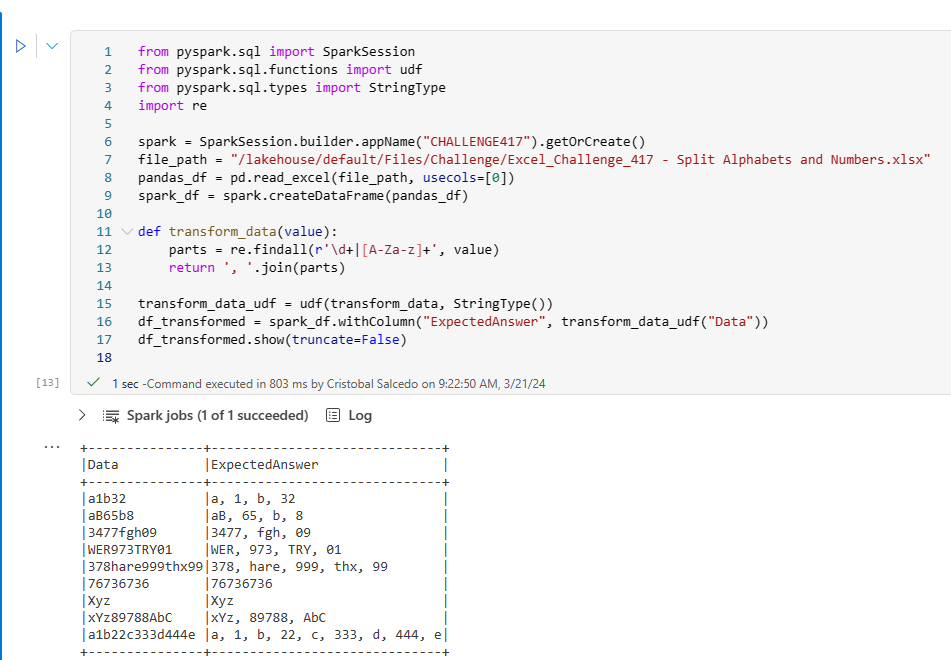 1 from pyspark.sql import SparkSession
2 from pyspark.sql.functions import udf
3 from pyspark.sql.types import StringType
4 import re
5
6 spark = SparkSession.builder.appName("CHALLENGE417").getOrCreate()
7 file_path = "/lakehouse/default/Files/Challenge/Excel_Challenge_417 - Split Alphabets and Numbers.xlsx"
8 pandas_df = pd.read_excel(file_path, usecols=[0])
9 spark_df = spark.createDataFrame(pandas_df)
10
11 def transform_data(value):
12     parts = re.findall(r'\d+|[A-Za-z]+', value)
13     return ', '.join(parts)
14
15 transform_data_udf = udf(transform_data, StringType())
16 df_transformed = spark_df.withColumn("ExpectedAnswer", transform_data_udf("Data"))
17 df_transformed.show(truncate=False)
18
[13] 1 sec -Command executed in 803 ms by Cristobal Salcedo on 9:22:50 AM, 3/21/24
Spark jobs (1 of 1 succeeded) Log
+---------------+------------------------------+
|Data           |ExpectedAnswer                |
+---------------+------------------------------+
|a1b32          |a, 1, b, 32                   |
|aB65b8         |aB, 65, b, 8                  |
|3477fgh09      |3477, fgh, 09                 |
|WER973TRY01    |WER, 973, TRY, 01             |
|378hare999thx99|378, hare, 999, thx, 99       |
|76736736       |76736736                      |
|Xyz            |Xyz                           |
|xYz89788AbC    |xYz, 89788, AbC               |
|a1b22c333d444e |a, 1, b, 22, c, 333, d, 444, e|
+---------------+------------------------------+